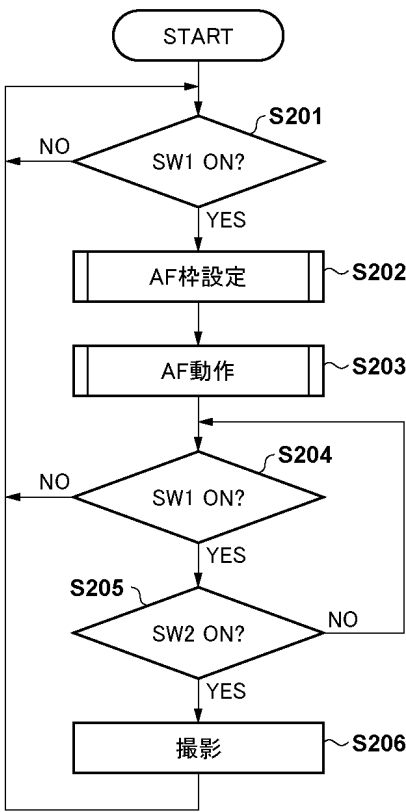 START
S201
NO
SW1 ON?
YES
AF枠設定
S202
AF動作
S203
S204
NO
SW1 ON?
YES
S205
SW2 ON?
NO
YES
撮影
S206